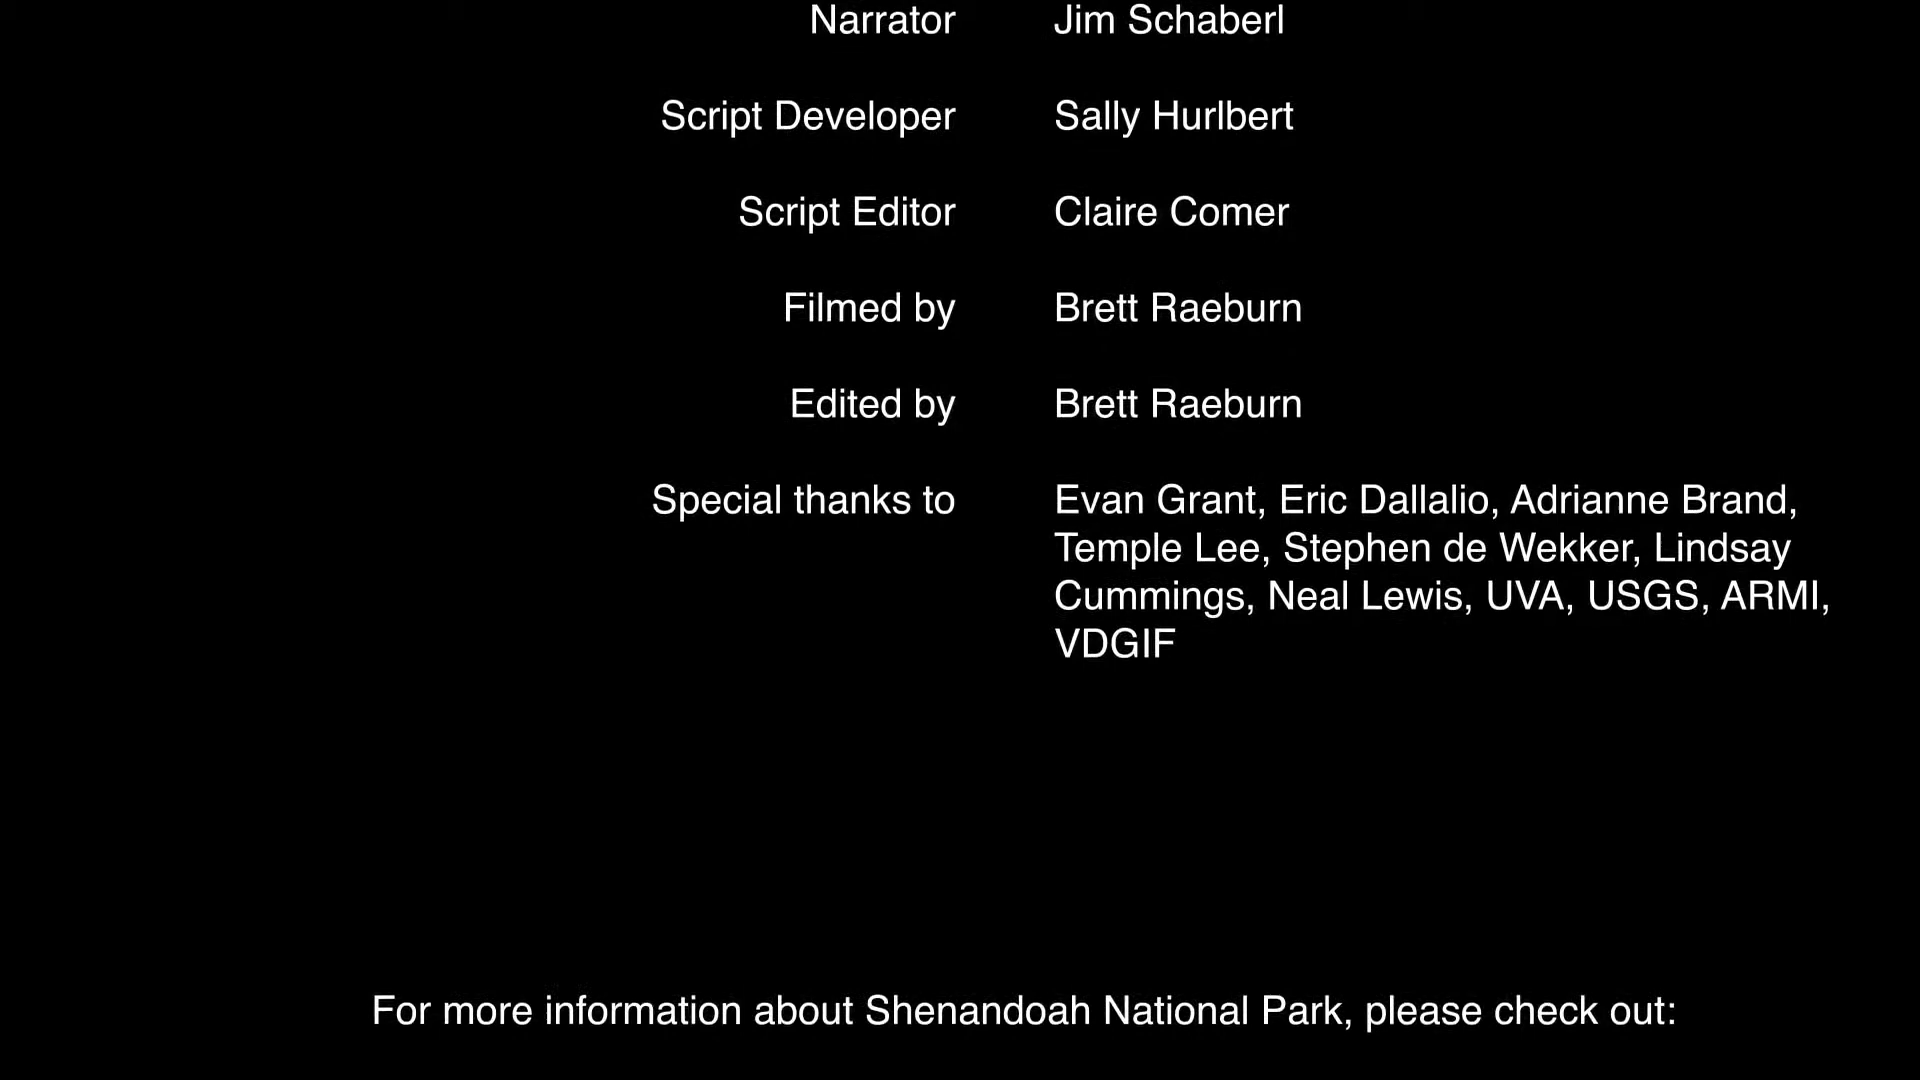 Narrator Jim Schaberl
Script Developer Sally Hurlbert
Script Editor Claire Comer
Filmed by Brett Raeburn
Edited by Brett Raeburn
Special thanks to Evan Grant, Eric Dallalio, Adrianne Brand,
Temple Lee, Stephen de Wekker, Lindsay
Cummings, Neal Lewis, UVA, USGS, ARMI,
VDGIF
For more information about Shenandoah National Park, please check out: